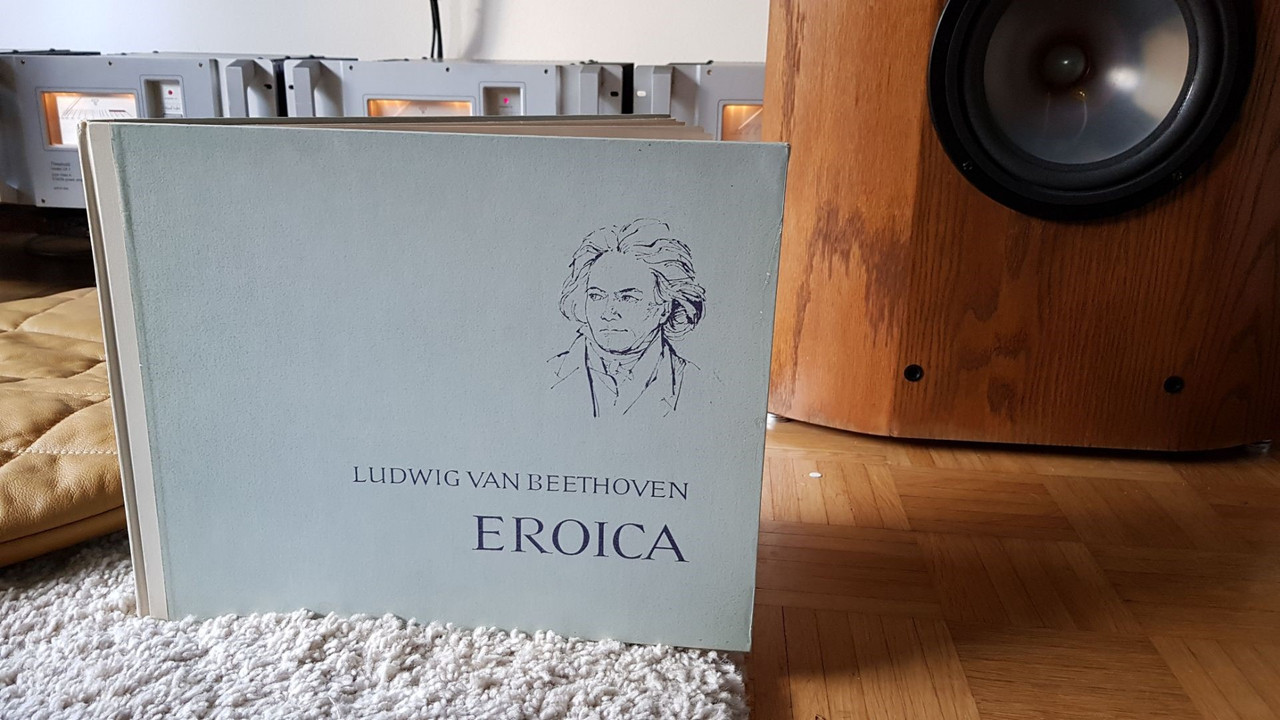 LUDWIG VAN BEETHOVEN
EROICA